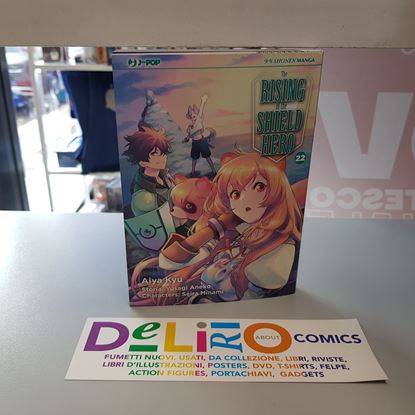 J-POP
SHONEN MANGA
The
RISING
of the
SHIELD
HERO
22
Aiya Kyu
Storia: Yusagi Aneko
Characters: Seira Minami
DeLiRIO
ABOUT
COMICS
FUMETTI NUOVI, USATI, DA COLLEZIONE, LIBRI, RIVISTE,
LIBRI D'ILLUSTRAZIONI, POSTERS, DVD, T-SHIRTS, FELPE,
ACTION FIGURES, PORTACHIAVI, GADGETS